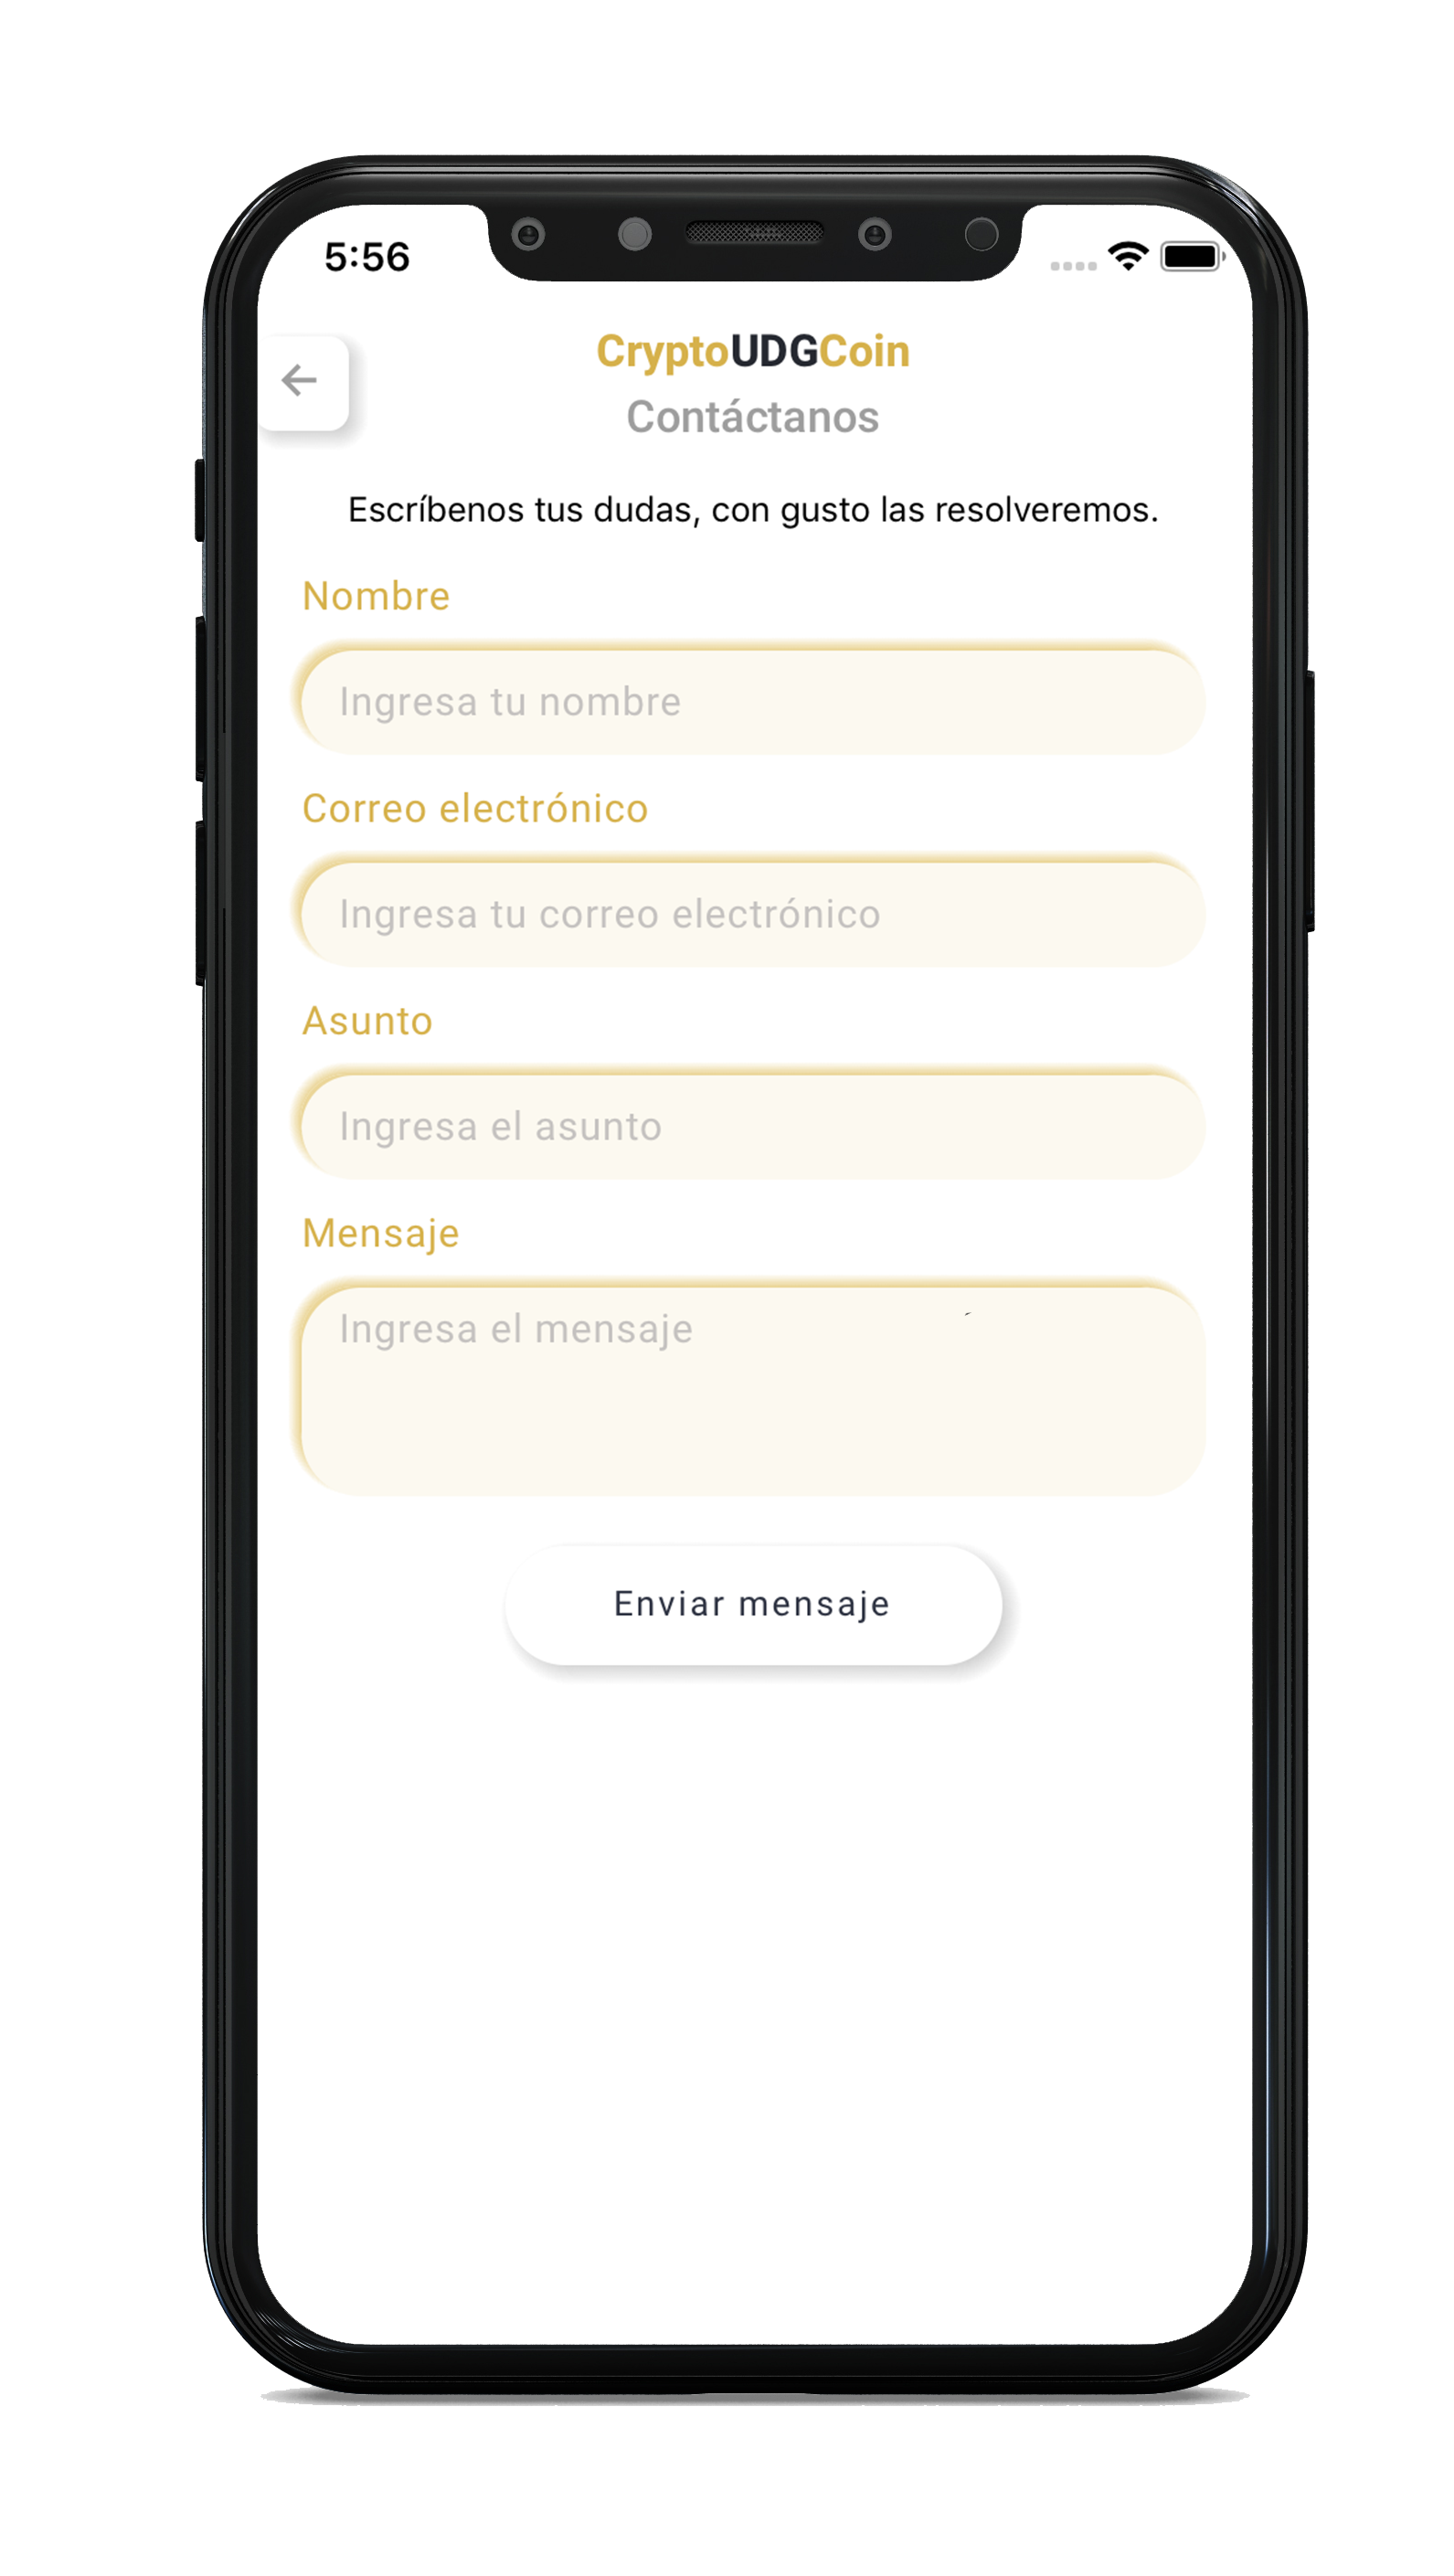 5:56
CryptoUDGCoin
Contáctanos
Escríbenos tus dudas, con gusto las resolveremos.
Nombre
Ingresa tu nombre
Correo electrónico
Ingresa tu correo electrónico
Asunto
Ingresa el asunto
Mensaje
Ingresa el mensaje
Enviar mensaje